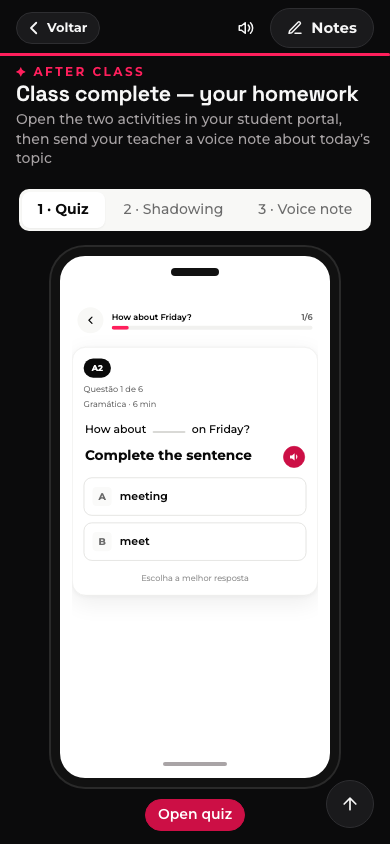 Voltar
Notes
AFTER CLASS
Class complete — your homework
Open the two activities in your student portal,
then send your teacher a voice note about today's
topic
1 · Quiz
2 · Shadowing
3 · Voice note
How about Friday?
1/6
A2
Questão 1 de 6
Gramática · 6 min
How about ____ on Friday?
Complete the sentence
A meeting
B meet
Escolha a melhor resposta
Open quiz